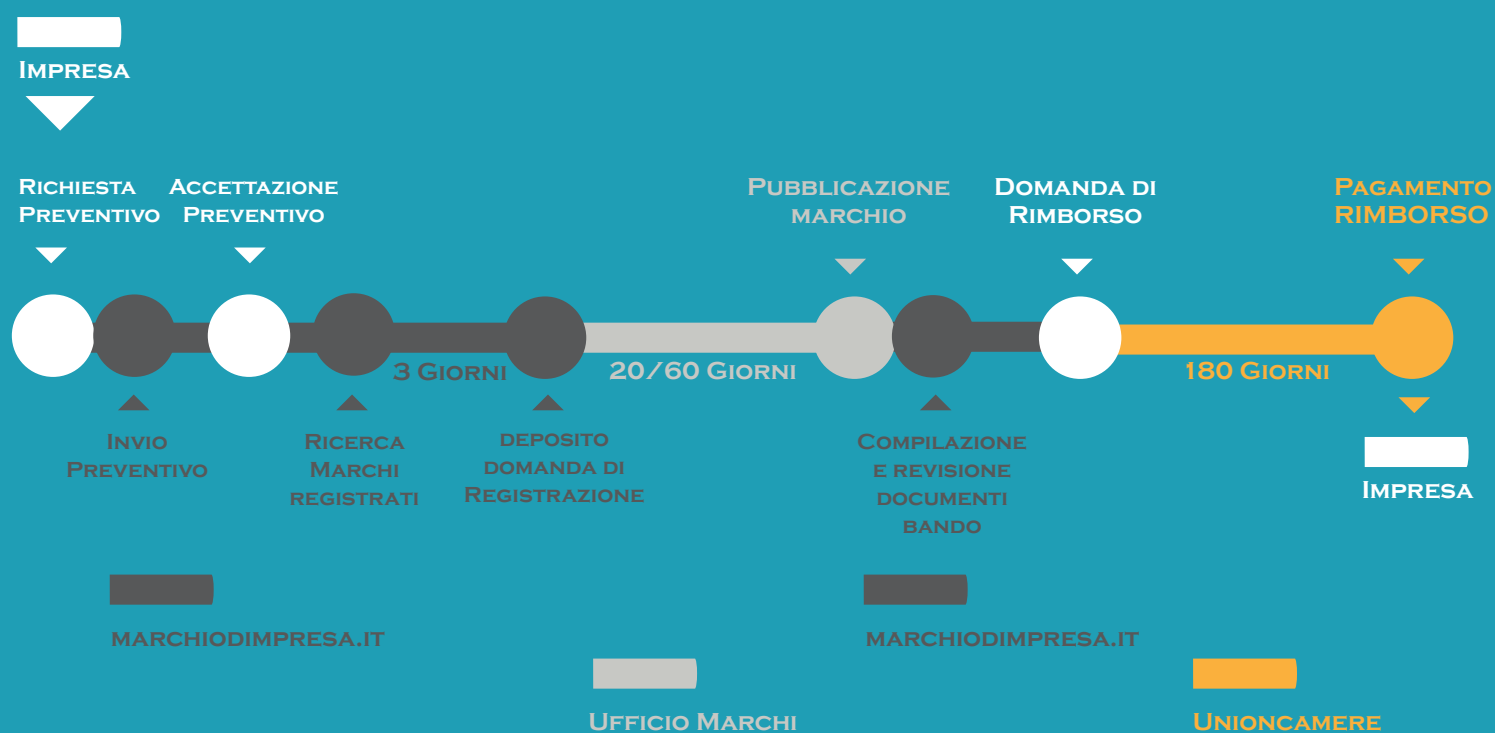 Impresa
Richiesta
Preventivo
Accettazione
Preventivo
Pubblicazione
marchio
Domanda di
Rimborso
Pagamento
RIMBORSO
3 Giorni
20/60 Giorni
180 Giorni
Invio
Preventivo
Ricerca
Marchi
registrati
deposito
domanda di
Registrazione
Compilazione
e revisione
documenti
bando
Impresa
marchiodimpresa.it
marchiodimpresa.it
Ufficio Marchi
Unioncamere